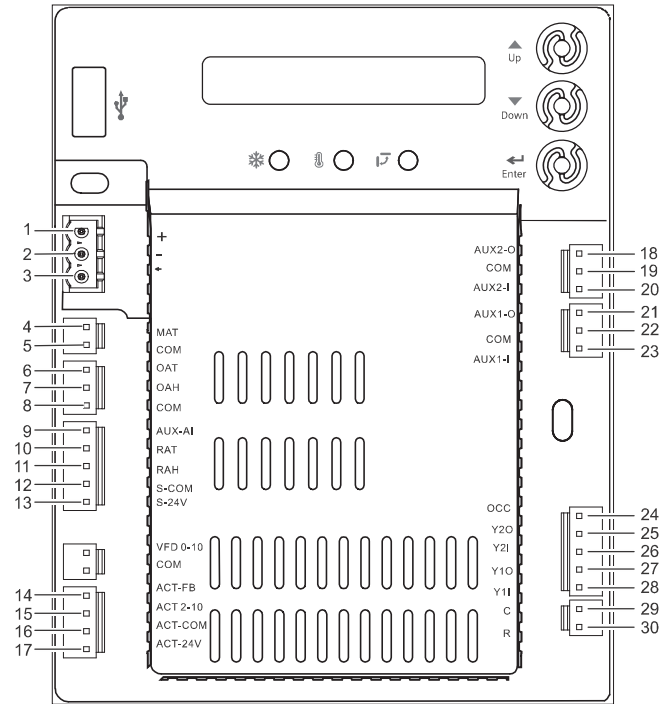 Up
Down
Enter
1
2
3
+
-
4
5
MAT
COM
6
7
8
OAT
OAH
COM
9
10
11
12
13
AUX-AI
RAT
RAH
S-COM
S-24V
VFD 0-10
COM
14
15
16
17
ACT-FB
ACT 2-10
ACT-COM
ACT-24V
AUX2-O
COM
AUX2-I
18
19
20
AUX1-O
COM
AUX1-I
21
22
23
OCC
Y2O
Y2I
Y1O
Y1I
24
25
26
27
28
C
R
29
30